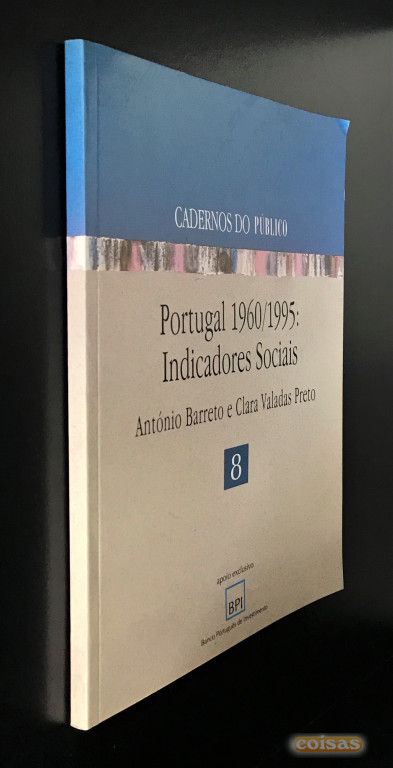 CADERNOS DO PÚBLICO
Portugal 1960/1995:
Indicadores Sociais
António Barreto e Clara Valadas Preto
8
apoio exclusivo
BPI
Banco Português de Investimento
coisas